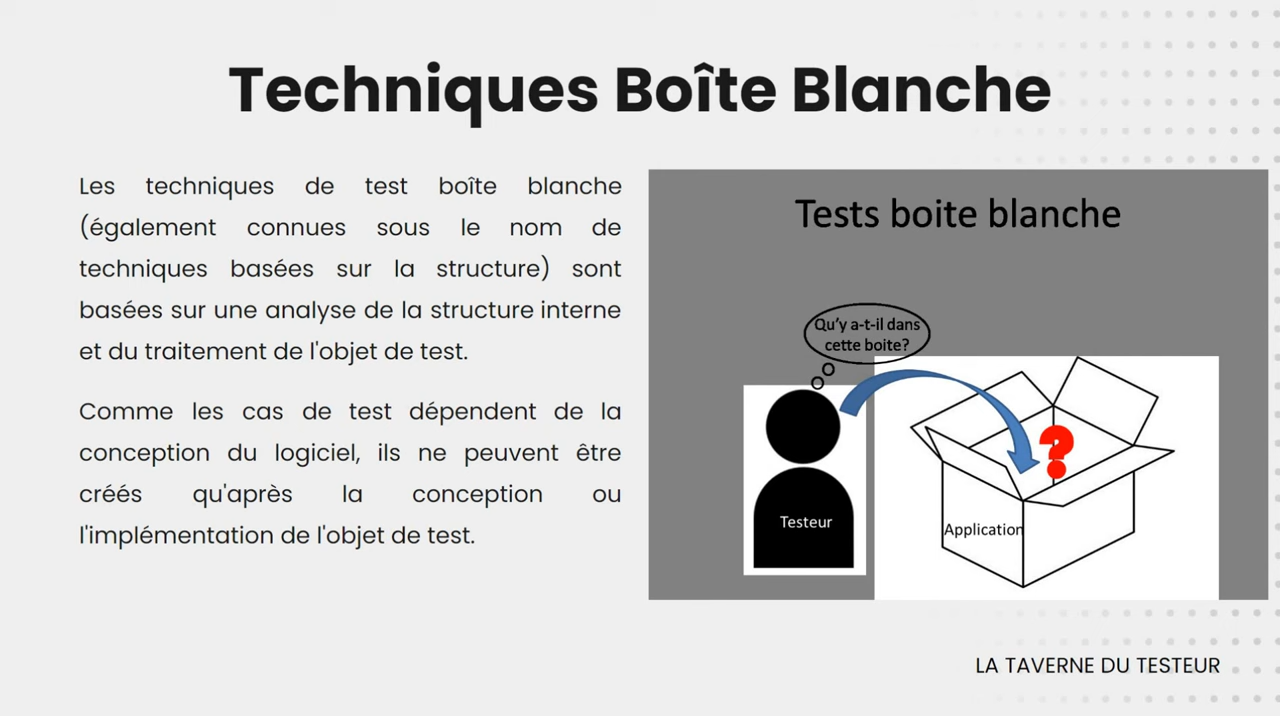 Techniques Boîte Blanche
Les techniques de test boîte blanche
(également connues sous le nom de
techniques basées sur la structure) sont
basées sur une analyse de la structure interne
et du traitement de l'objet de test.
Comme les cas de test dépendent de la
conception du logiciel, ils ne peuvent être
créés qu'après la conception ou
l'implémentation de l'objet de test.
Tests boite blanche
Qu'y a-t-il dans
cette boite?
?
Testeur
Application
LA TAVERNE DU TESTEUR